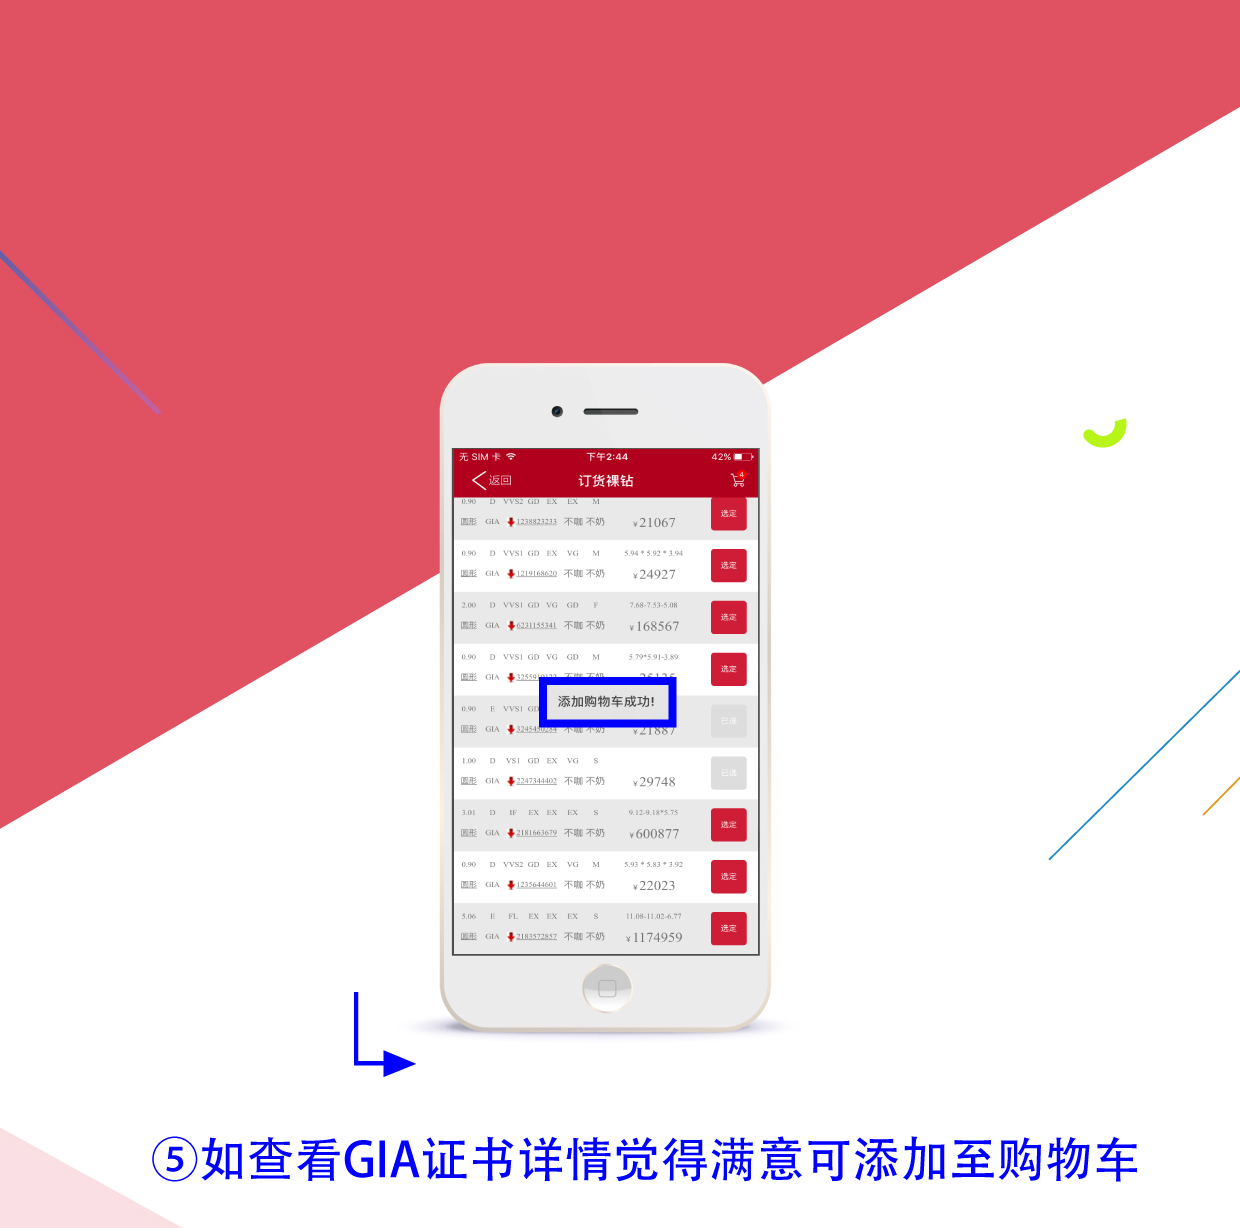 无 SIM 卡 下午2:44 42%
返回 订货裸钻 4
0.90 D VVS2 GD EX EX M
圆形 GIA 1238823233 不咖 不奶 ¥21067 选定
0.90 D VVS1 GD EX VG M 5.94 * 5.92 * 3.94
圆形 GIA 1219168620 不咖 不奶 ¥24927 选定
2.00 D VVS1 GD VG GD F 7.68-7.53-5.08
圆形 GIA 6231155341 不咖 不奶 ¥168567 选定
0.90 D VVS1 GD VG GD M 5.79*5.91-3.89
圆形 GIA 选定
添加购物车成功!
0.90 E VVS1 GD
圆形 GIA 3245450284 不咖 不奶 ¥21887 已选
1.00 D VS1 GD EX VG S
圆形 GIA 2247344402 不咖 不奶 ¥29748 已选
3.01 D IF EX EX EX S 9.12-9.18*5.75
圆形 GIA 2181663679 不咖 不奶 ¥600877 选定
0.90 D VVS2 GD EX VG M 5.93 * 5.83 * 3.92
圆形 GIA 1235644601 不咖 不奶 ¥22023 选定
5.06 E FL EX EX EX S 11.08-11.02-6.77
圆形 GIA 2183572857 不咖 不奶 ¥1174959 选定
⑤如查看GIA证书详情觉得满意可添加至购物车